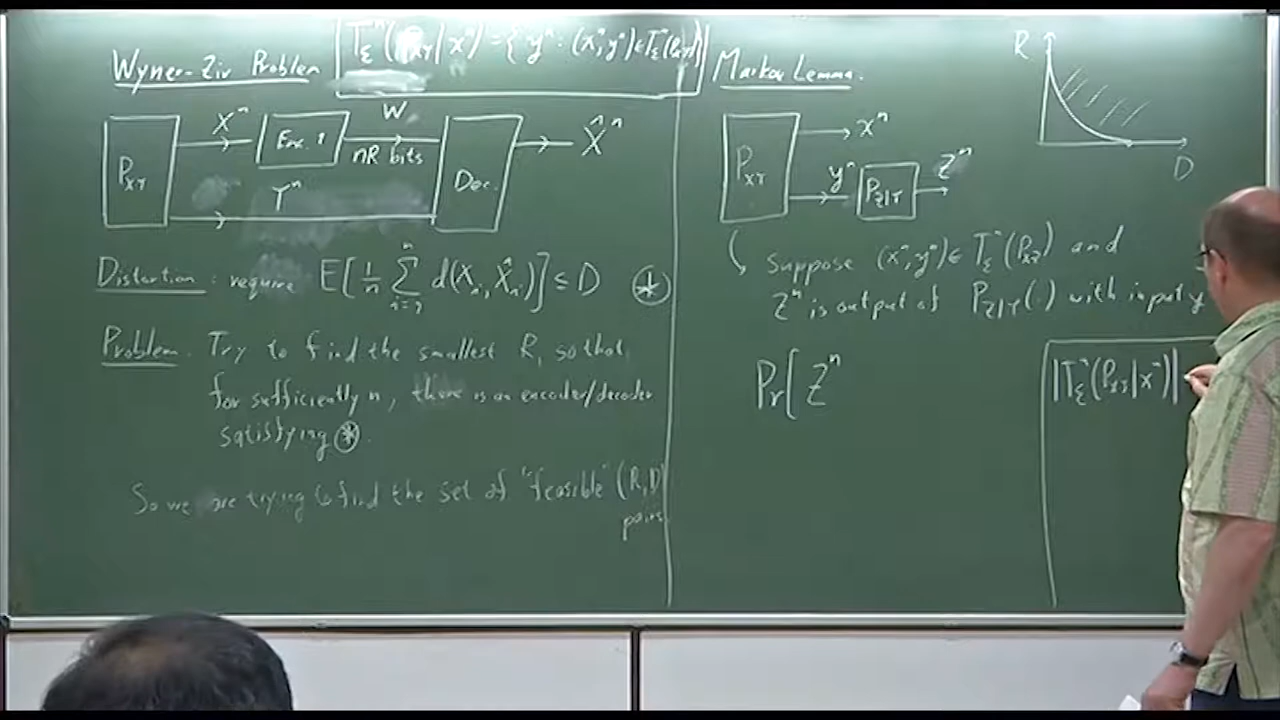 Wyner-Ziv Problem
T_ε^n(P_XY|x^n) = {y^n : (x^n,y^n) ∈ T_ε^n(P_XY)}
P_XY
X^n
Enc. 1
W
nR bits
Y^n
Dec.
X̂^n
Distortion: require E[1/n Σ d(X_i, X̂_i)] ≤ D
Problem. Try to find the smallest R, so that
for sufficiently n, there is an encoder/decoder
satisfying *.
So we are trying to find the set of "feasible" (R,D)
pairs.
Markov Lemma.
R
D
P_XY
x^n
y^n
P_Z|Y
Z^n
Suppose (x^n,y^n) ∈ T_ε^n(P_XY) and
Z^n is output of P_Z|Y(.) with input y
Pr[Z^n
|T_ε^n(P_XY|x^n)|